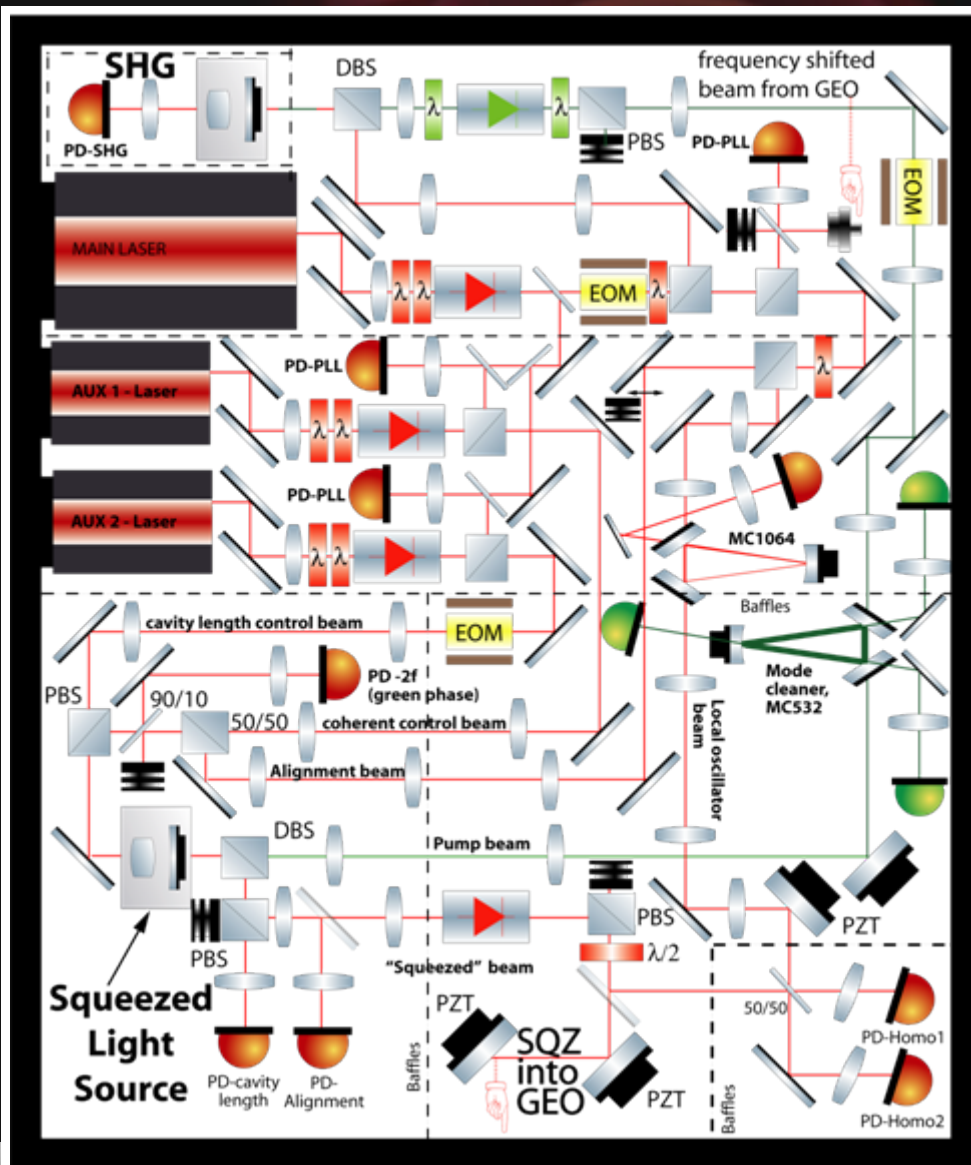 SHG
DBS
frequency shifted
beam from GEO
PD-SHG
PBS
PD-PLL
EOM
MAIN LASER
λ
λ
λ
λ
EOM
λ
PD-PLL
AUX 1 - Laser
λ
λ
λ
PD-PLL
AUX 2 - Laser
λ
λ
MC1064
Baffles
cavity length control beam
EOM
PD -2f
(green phase)
Mode
cleaner,
MC532
PBS
90/10
50/50
coherent control beam
Local oscillator
beam
Alignment beam
DBS
Pump beam
PBS
PZT
PBS
"Squeezed" beam
λ/2
Squeezed
Light
Source
PZT
SQZ
into
GEO
50/50
PD-Homo1
PD-cavity
length
PD-
Alignment
Baffles
PZT
Baffles
PD-Homo2